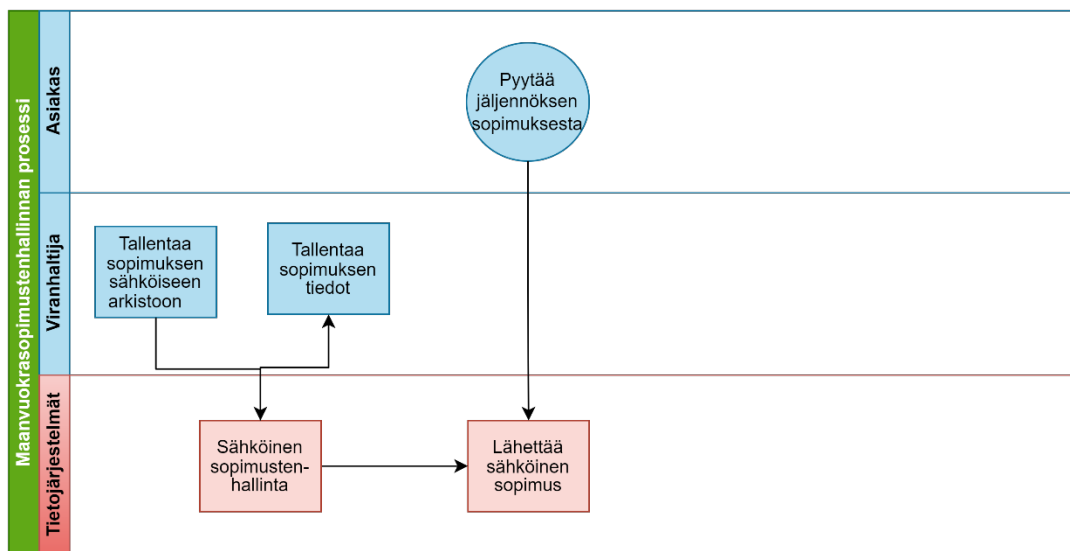 Maanvuokrasopimustenhallinnan prosessi
Asiakas
Pyytää
jäljennöksen
sopimuksesta
Viranhaltija
Tallentaa
sopimuksen
sähköiseen
arkistoon
Tallentaa
sopimuksen
tiedot
Tietojärjestelmät
Sähköinen
sopimusten-
hallinta
Lähettää
sähköinen
sopimus